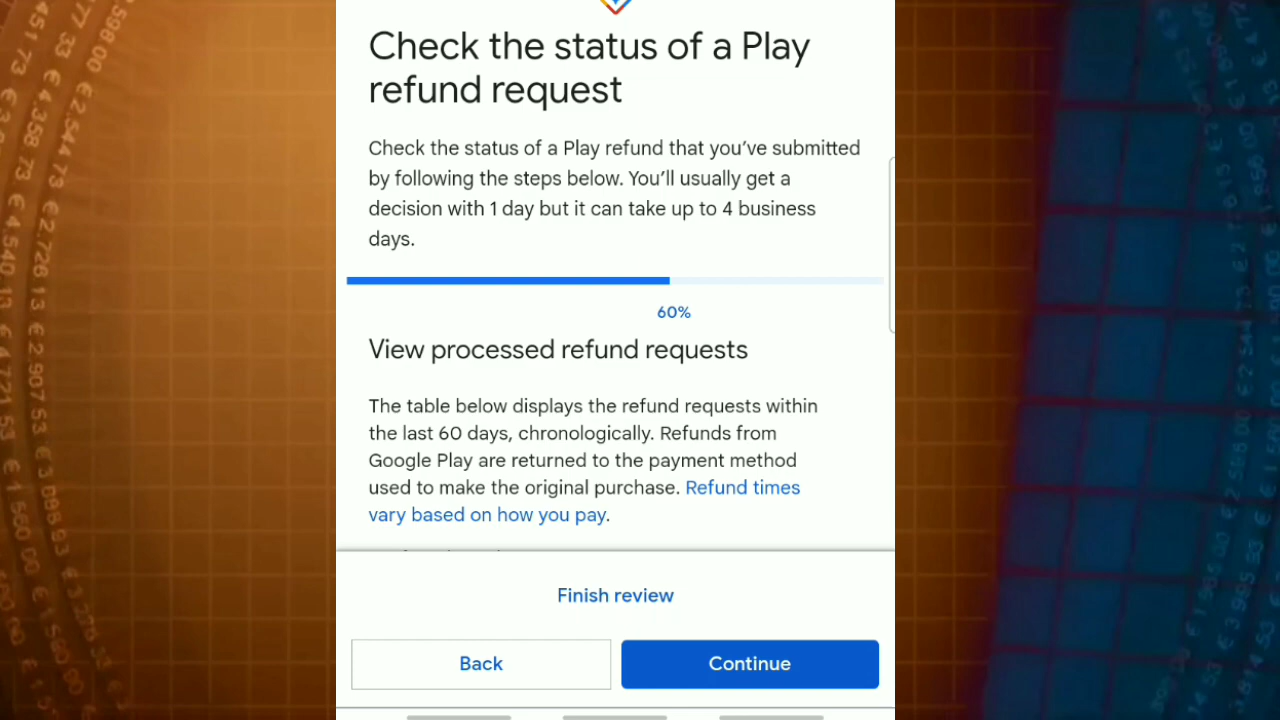 Check the status of a Play
refund request
Check the status of a Play refund that you’ve submitted
by following the steps below. You’ll usually get a
decision with 1 day but it can take up to 4 business
days.
60%
View processed refund requests
The table below displays the refund requests within
the last 60 days, chronologically. Refunds from
Google Play are returned to the payment method
used to make the original purchase. Refund times
vary based on how you pay.
Finish review
Back
Continue